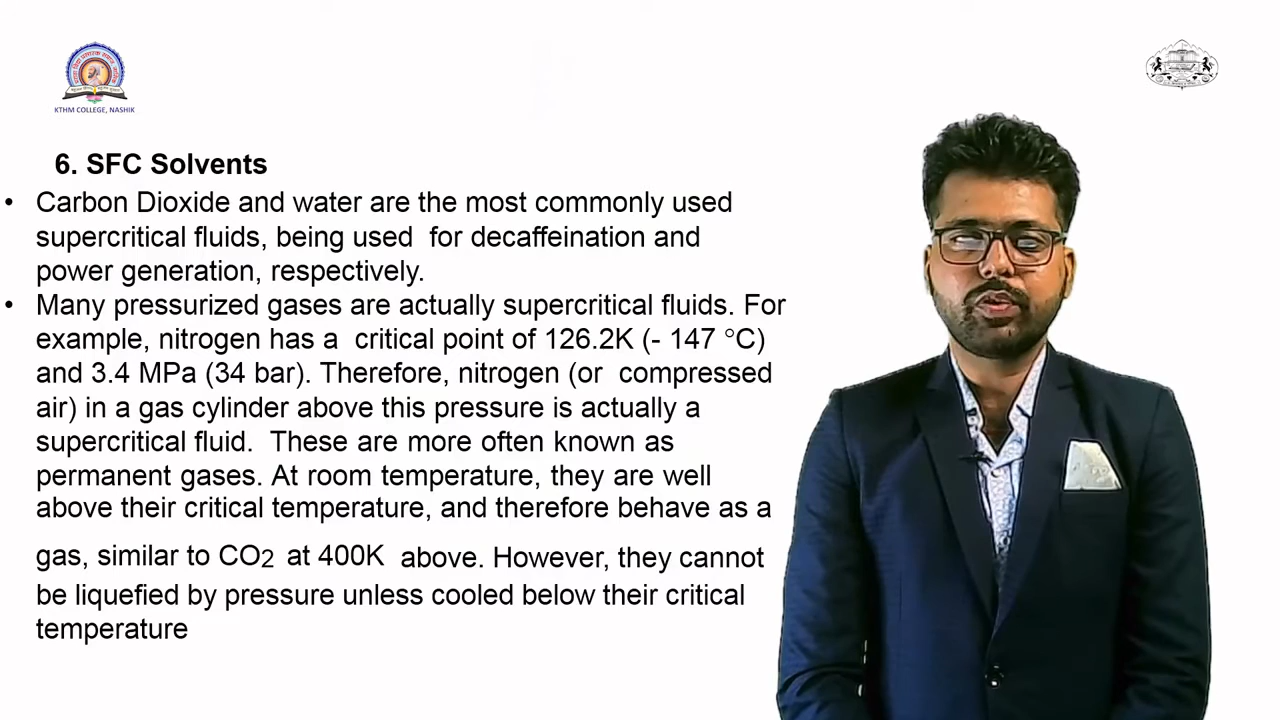 KTHM COLLEGE, NASHIK
6. SFC Solvents
• Carbon Dioxide and water are the most commonly used
supercritical fluids, being used for decaffeination and
power generation, respectively.
• Many pressurized gases are actually supercritical fluids. For
example, nitrogen has a critical point of 126.2K (- 147 °C)
and 3.4 MPa (34 bar). Therefore, nitrogen (or compressed
air) in a gas cylinder above this pressure is actually a
supercritical fluid. These are more often known as
permanent gases. At room temperature, they are well
above their critical temperature, and therefore behave as a
gas, similar to CO2 at 400K above. However, they cannot
be liquefied by pressure unless cooled below their critical
temperature